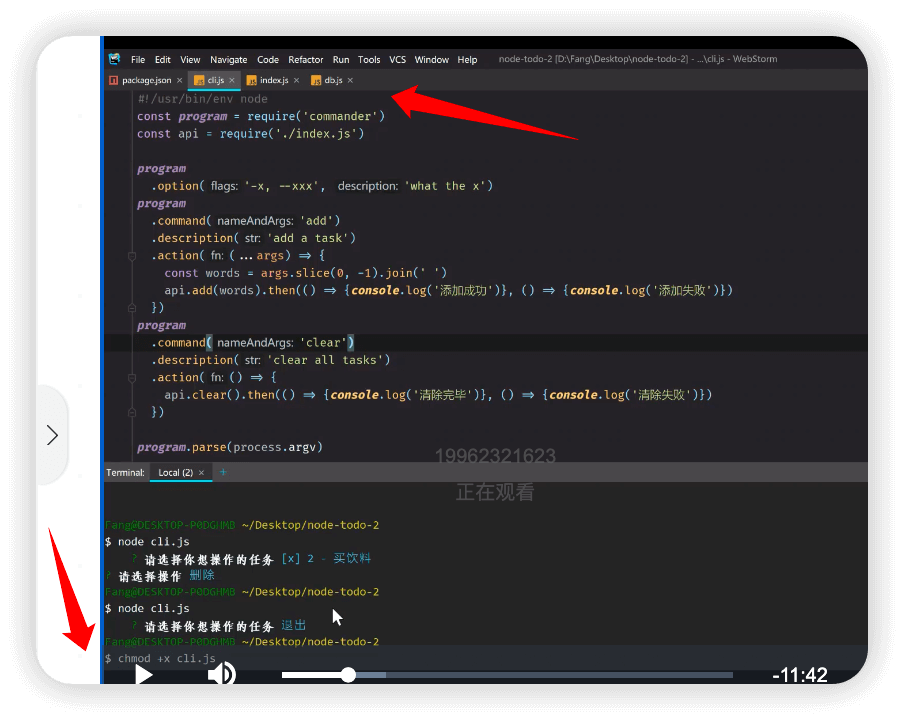 File Edit View Navigate Code Refactor Run Tools VCS Window Help node-todo-2 [D:\Fang\Desktop\node-todo-2] - ...\cli.js - WebStorm
package.json × cli.js × index.js × db.js ×
#!/usr/bin/env node
const program = require('commander')
const api = require('./index.js')
program
.option( flags: '-x, --xxx', description: 'what the x')
program
.command( nameAndArgs: 'add')
.description( str: 'add a task')
.action( fn: (...args) => {
const words = args.slice(0, -1).join(' ')
api.add(words).then(() => {console.log('添加成功')}, () => {console.log('添加失败')})
})
program
.command( nameAndArgs: 'clear')
.description( str: 'clear all tasks')
.action( fn: () => {
api.clear().then(() => {console.log('清除完毕')}, () => {console.log('清除失败')})
})
program.parse(process.argv)
19962321623
Terminal: Local (2) × +
正在观看
Fang@DESKTOP-P0DGHMB ~/Desktop/node-todo-2
$ node cli.js
? 请选择你想操作的任务 [x] 2 - 买饮料
? 请选择操作 删除
Fang@DESKTOP-P0DGHMB ~/Desktop/node-todo-2
$ node cli.js
? 请选择你想操作的任务 退出
Fang@DESKTOP-P0DGHMB ~/Desktop/node-todo-2
$ chmod +x cli.js
-11:42